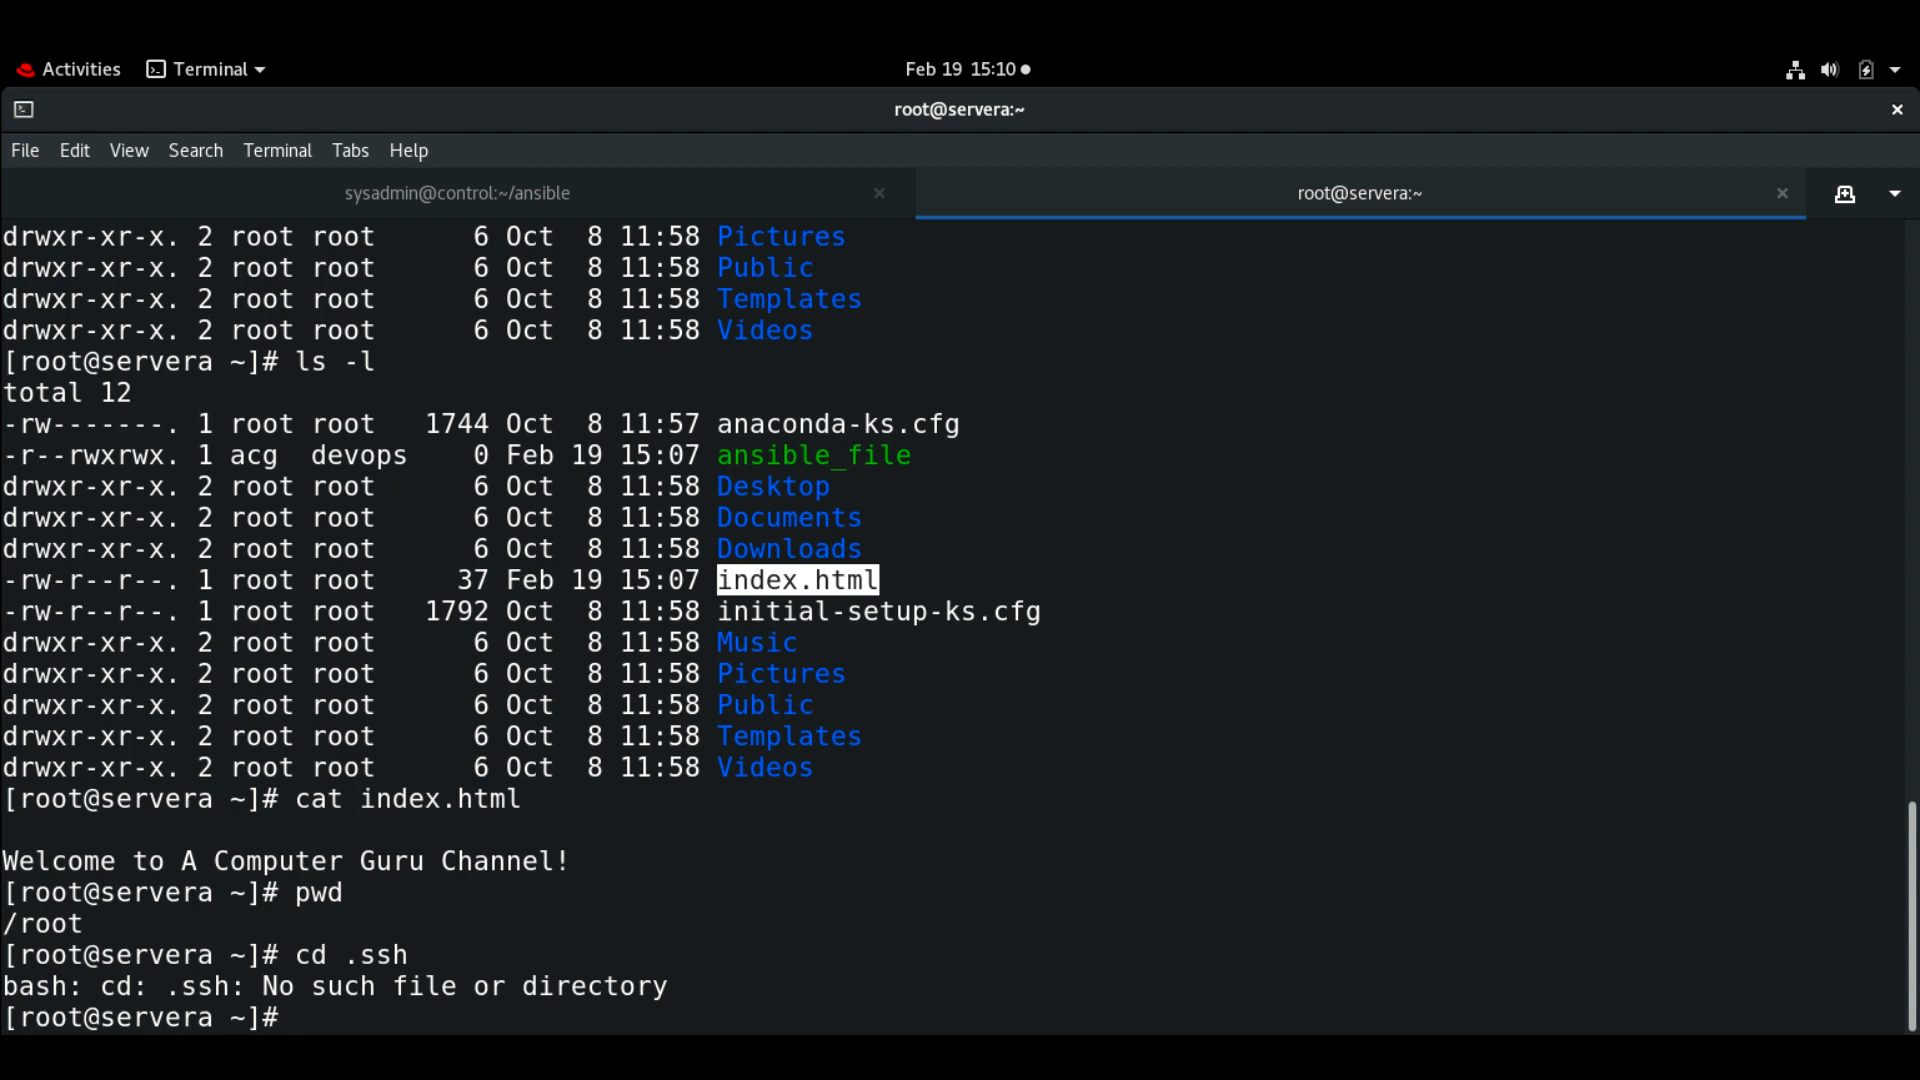 Activities Terminal Feb 19 15:10
root@servera:~
File Edit View Search Terminal Tabs Help
sysadmin@control:~/ansible root@servera:~
drwxr-xr-x. 2 root root 6 Oct 8 11:58 Pictures
drwxr-xr-x. 2 root root 6 Oct 8 11:58 Public
drwxr-xr-x. 2 root root 6 Oct 8 11:58 Templates
drwxr-xr-x. 2 root root 6 Oct 8 11:58 Videos
[root@servera ~]# ls -l
total 12
-rw-------. 1 root root 1744 Oct 8 11:57 anaconda-ks.cfg
-r--rwxrwx. 1 acg devops 0 Feb 19 15:07 ansible_file
drwxr-xr-x. 2 root root 6 Oct 8 11:58 Desktop
drwxr-xr-x. 2 root root 6 Oct 8 11:58 Documents
drwxr-xr-x. 2 root root 6 Oct 8 11:58 Downloads
-rw-r--r--. 1 root root 37 Feb 19 15:07 index.html
-rw-r--r--. 1 root root 1792 Oct 8 11:58 initial-setup-ks.cfg
drwxr-xr-x. 2 root root 6 Oct 8 11:58 Music
drwxr-xr-x. 2 root root 6 Oct 8 11:58 Pictures
drwxr-xr-x. 2 root root 6 Oct 8 11:58 Public
drwxr-xr-x. 2 root root 6 Oct 8 11:58 Templates
drwxr-xr-x. 2 root root 6 Oct 8 11:58 Videos
[root@servera ~]# cat index.html
Welcome to A Computer Guru Channel!
[root@servera ~]# pwd
/root
[root@servera ~]# cd .ssh
bash: cd: .ssh: No such file or directory
[root@servera ~]#